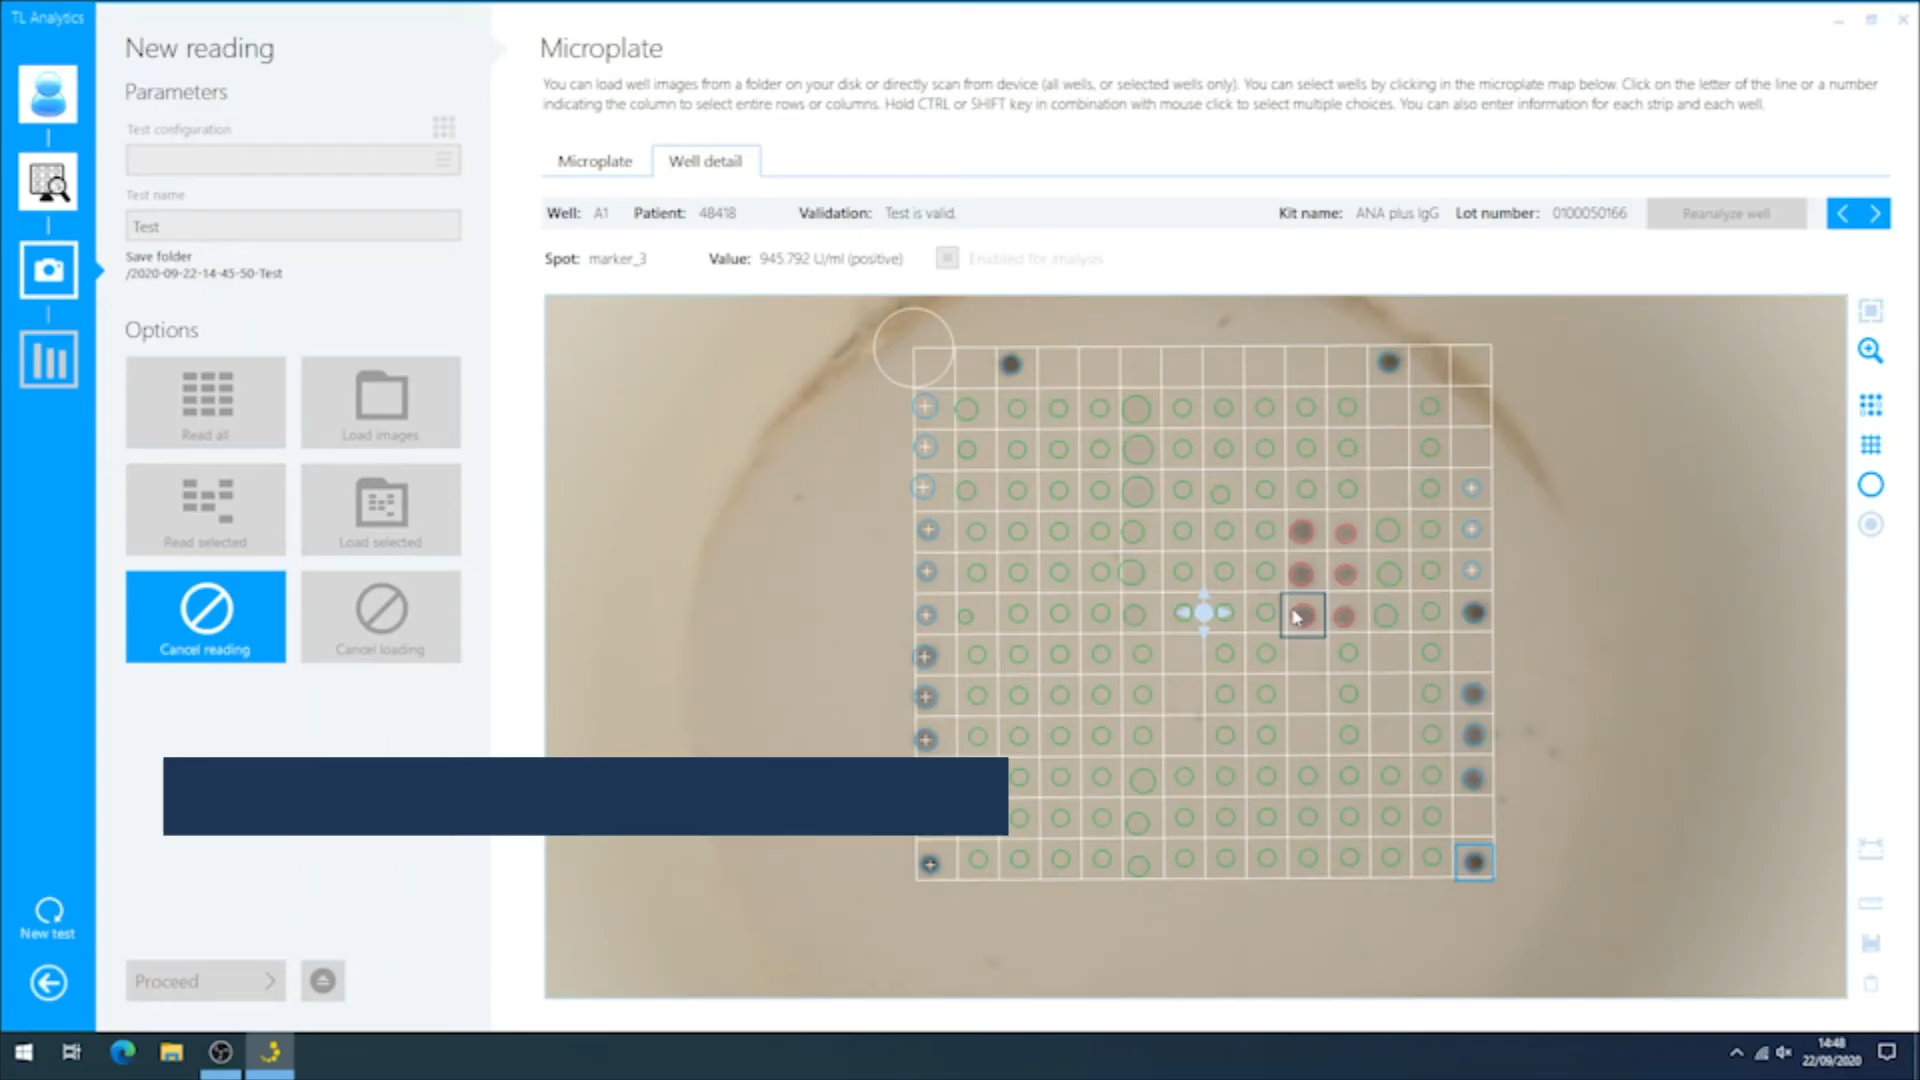 TL Analytics
New reading
Parameters
Test configuration
Test name
Test
Save folder
/2020-09-22-14-45-50-Test
Options
Read all
Load images
Read selected
Load selected
Cancel reading
Cancel loading
New test
Proceed
Microplate
You can load well images from a folder on your disk or directly scan from device (all wells, or selected wells only). You can select wells by clicking in the microplate map below. Click on the letter of the line or a number
indicating the column to select entire rows or columns. Hold CTRL or SHIFT key in combination with mouse click to select multiple choices. You can also enter information for each strip and each well.
Microplate Well detail
Well: A1 Patient: 48418 Validation: Test is valid. Kit name: ANA plus IgG Lot number: 0100050166 Reanalyze well
Spot: marker_3 Value: 945.792 U/ml (positive) Enabled for analysis
14:48
22/09/2020